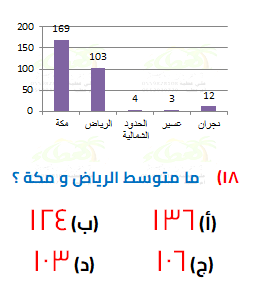 200
169
150
103
100
50
4
3
12
0
مكة
الرياض
الحدود
الشمالية
عسير
نجران
١٨) ما متوسط الرياض و مكة ؟
(أ) ١٣٦
(ب) ١٢٤
(ج) ١٠٦
(د) ١٠٣